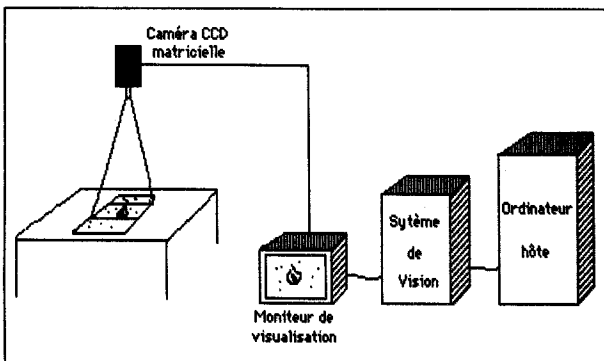 Caméra CCD
matricielle
Ordinateur
hôte
Sytème
de
Vision
Moniteur de
visualisation